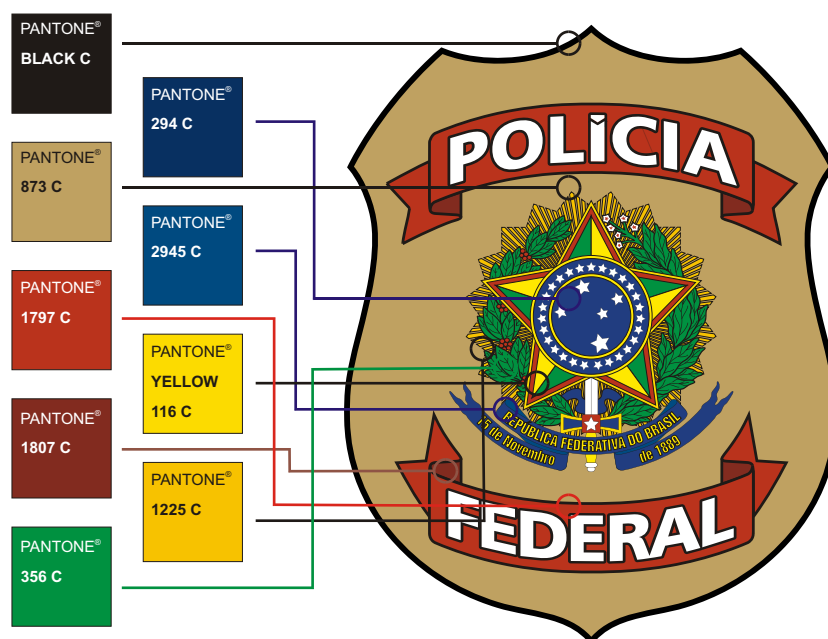 PANTONE®
BLACK C
PANTONE®
294 C
PANTONE®
873 C
PANTONE®
2945 C
PANTONE®
1797 C
PANTONE®
YELLOW
116 C
PANTONE®
1807 C
PANTONE®
1225 C
PANTONE®
356 C
POLÍCIA
REPÚBLICA FEDERATIVA DO BRASIL
15 de Novembro
de 1889
FEDERAL